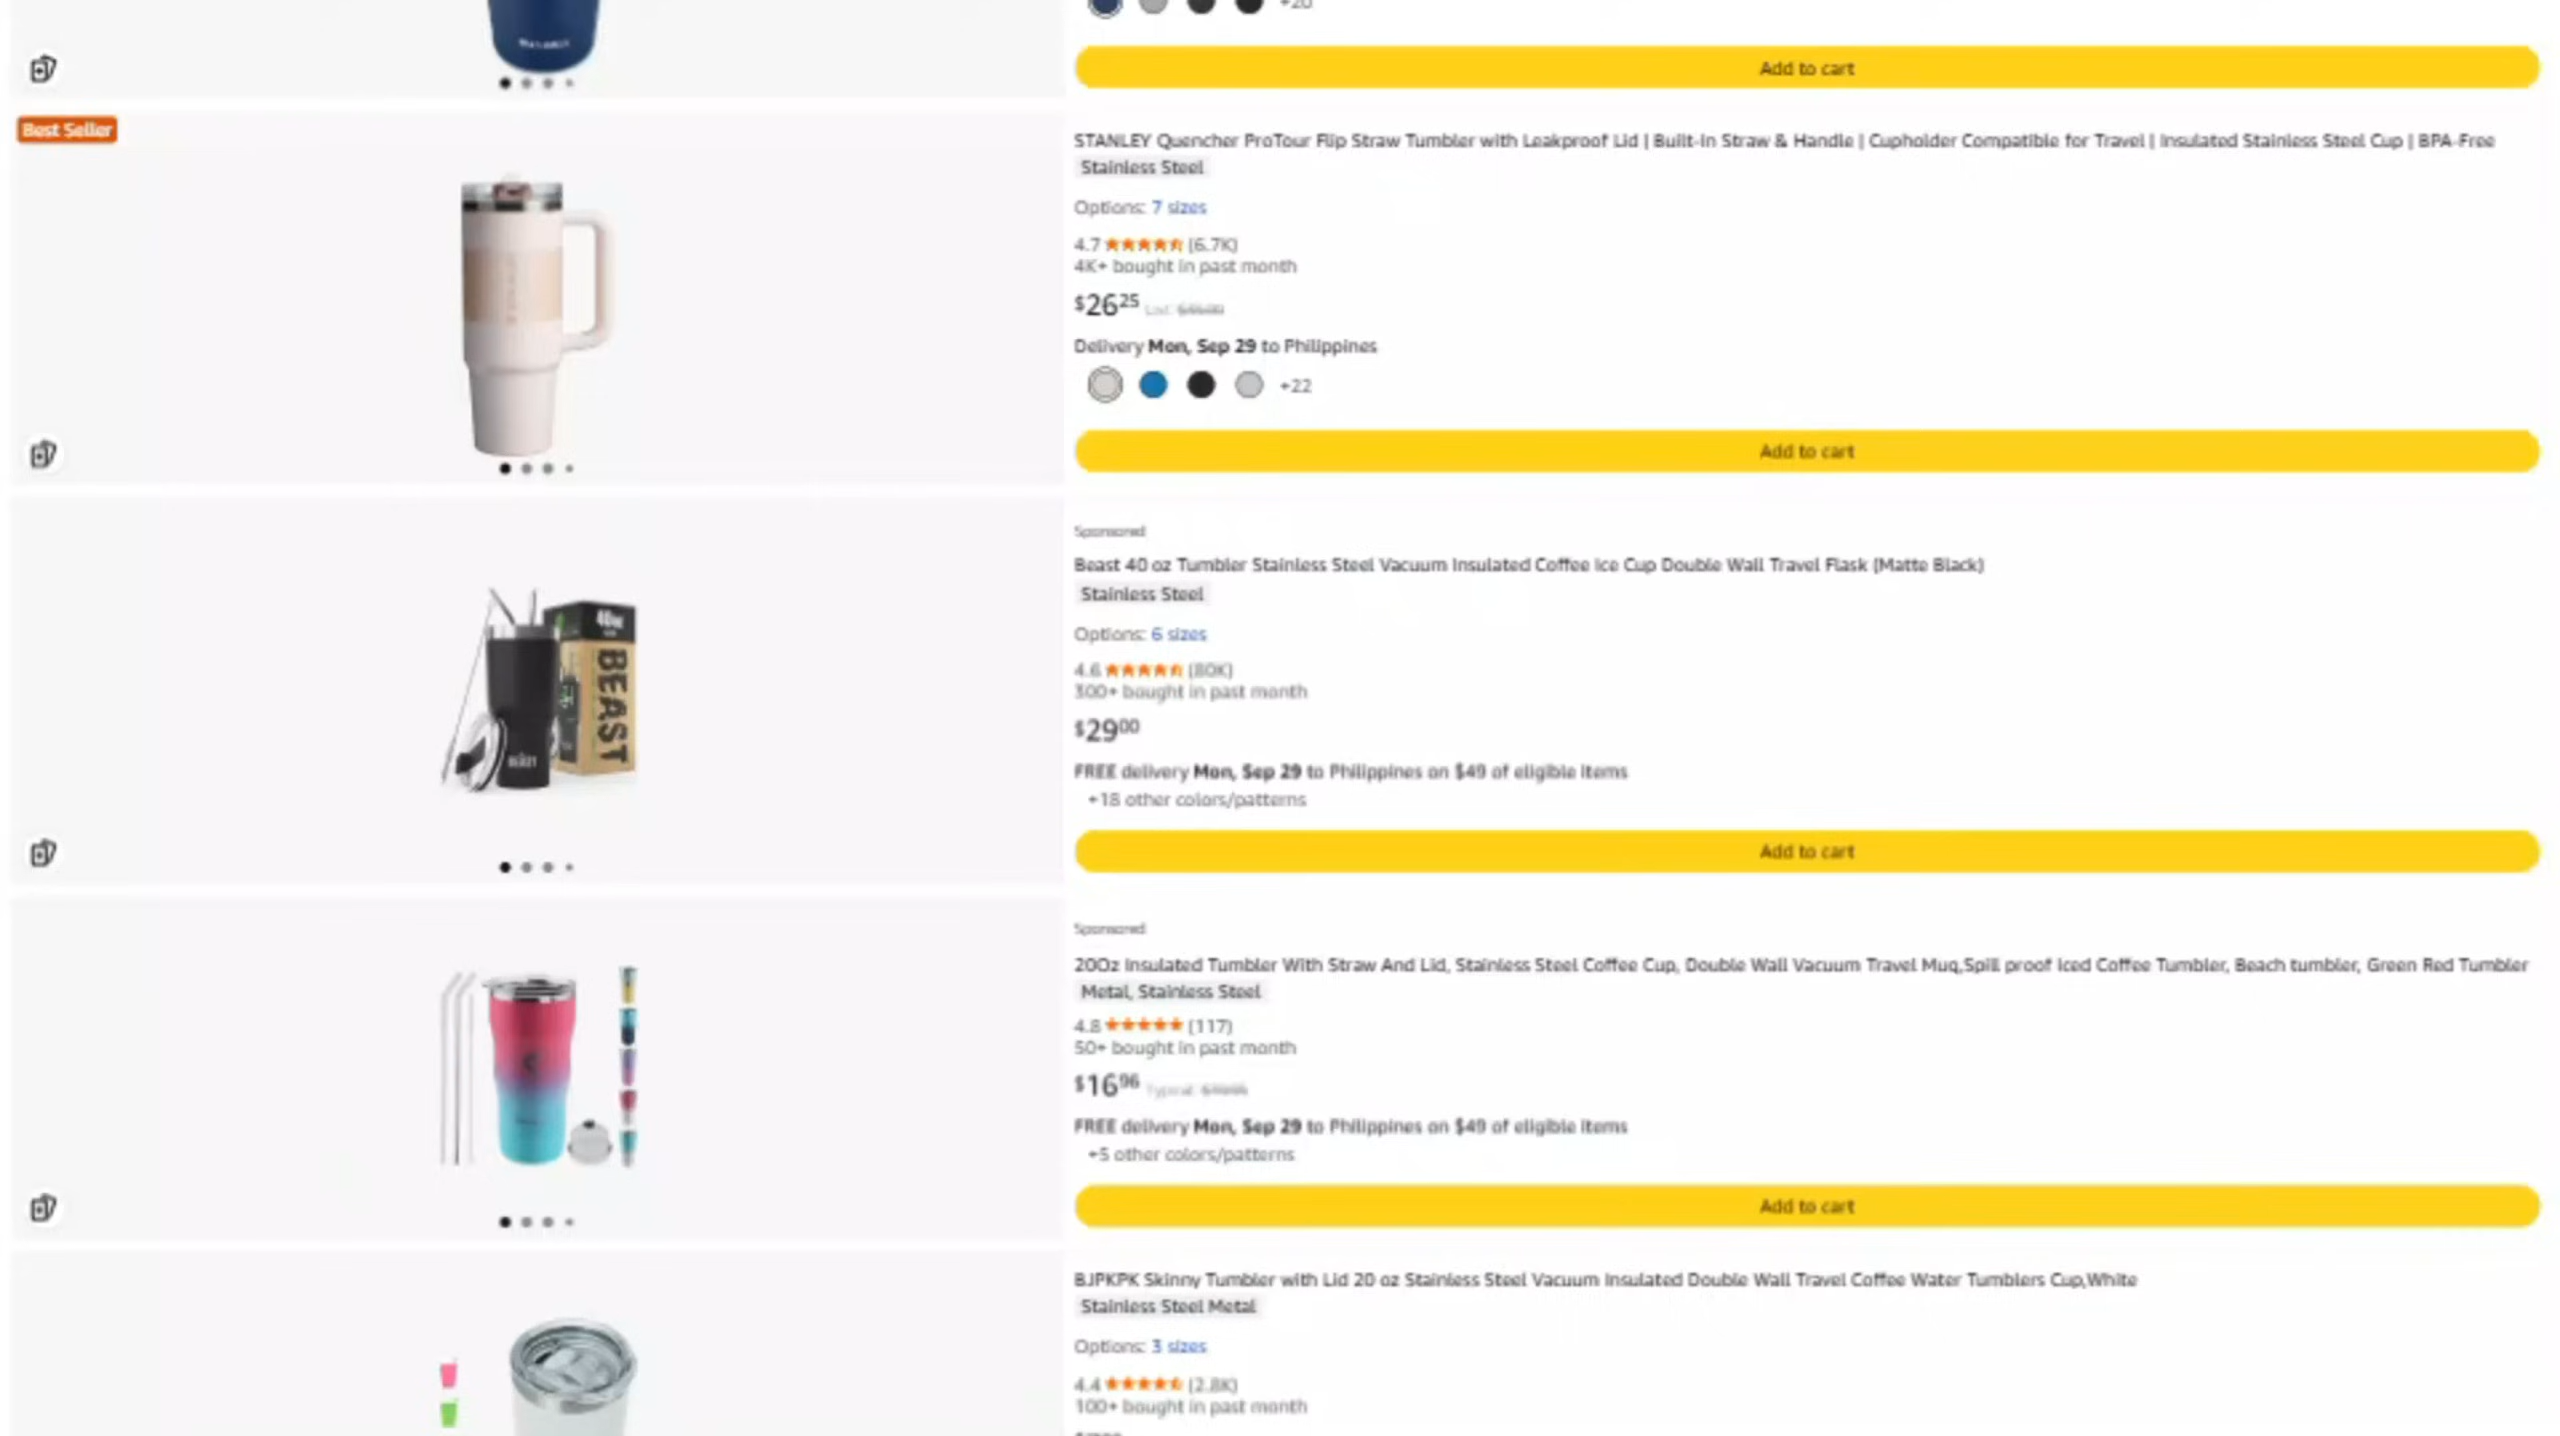 +20
Add to cart
Best Seller
STANLEY Quencher ProTour Flip Straw Tumbler with Leakproof Lid | Built-In Straw & Handle | Cupholder Compatible for Travel | Insulated Stainless Steel Cup | BPA-Free
Stainless Steel
Options: 7 sizes
4.7 (6.7K)
4K+ bought in past month
$2625 List:
Delivery Mon, Sep 29 to Philippines
+22
Add to cart
Sponsored
Beast 40 oz Tumbler Stainless Steel Vacuum Insulated Coffee Ice Cup Double Wall Travel Flask (Matte Black)
Stainless Steel
Options: 6 sizes
40oz
BEAST
BEAST
4.6 (80K)
300+ bought in past month
$2900
FREE delivery Mon, Sep 29 to Philippines on $49 of eligible items
+18 other colors/patterns
Add to cart
Sponsored
20Oz Insulated Tumbler With Straw And Lid, Stainless Steel Coffee Cup, Double Wall Vacuum Travel Mug,Spill proof Iced Coffee Tumbler, Beach tumbler, Green Red Tumbler
Metal, Stainless Steel
4.8 (117)
50+ bought in past month
$1696 Typical:
FREE delivery Mon, Sep 29 to Philippines on $49 of eligible items
+5 other colors/patterns
Add to cart
BJPKPK Skinny Tumbler with Lid 20 oz Stainless Steel Vacuum Insulated Double Wall Travel Coffee Water Tumblers Cup,White
Stainless Steel Metal
Options: 3 sizes
4.4 (2.8K)
100+ bought in past month